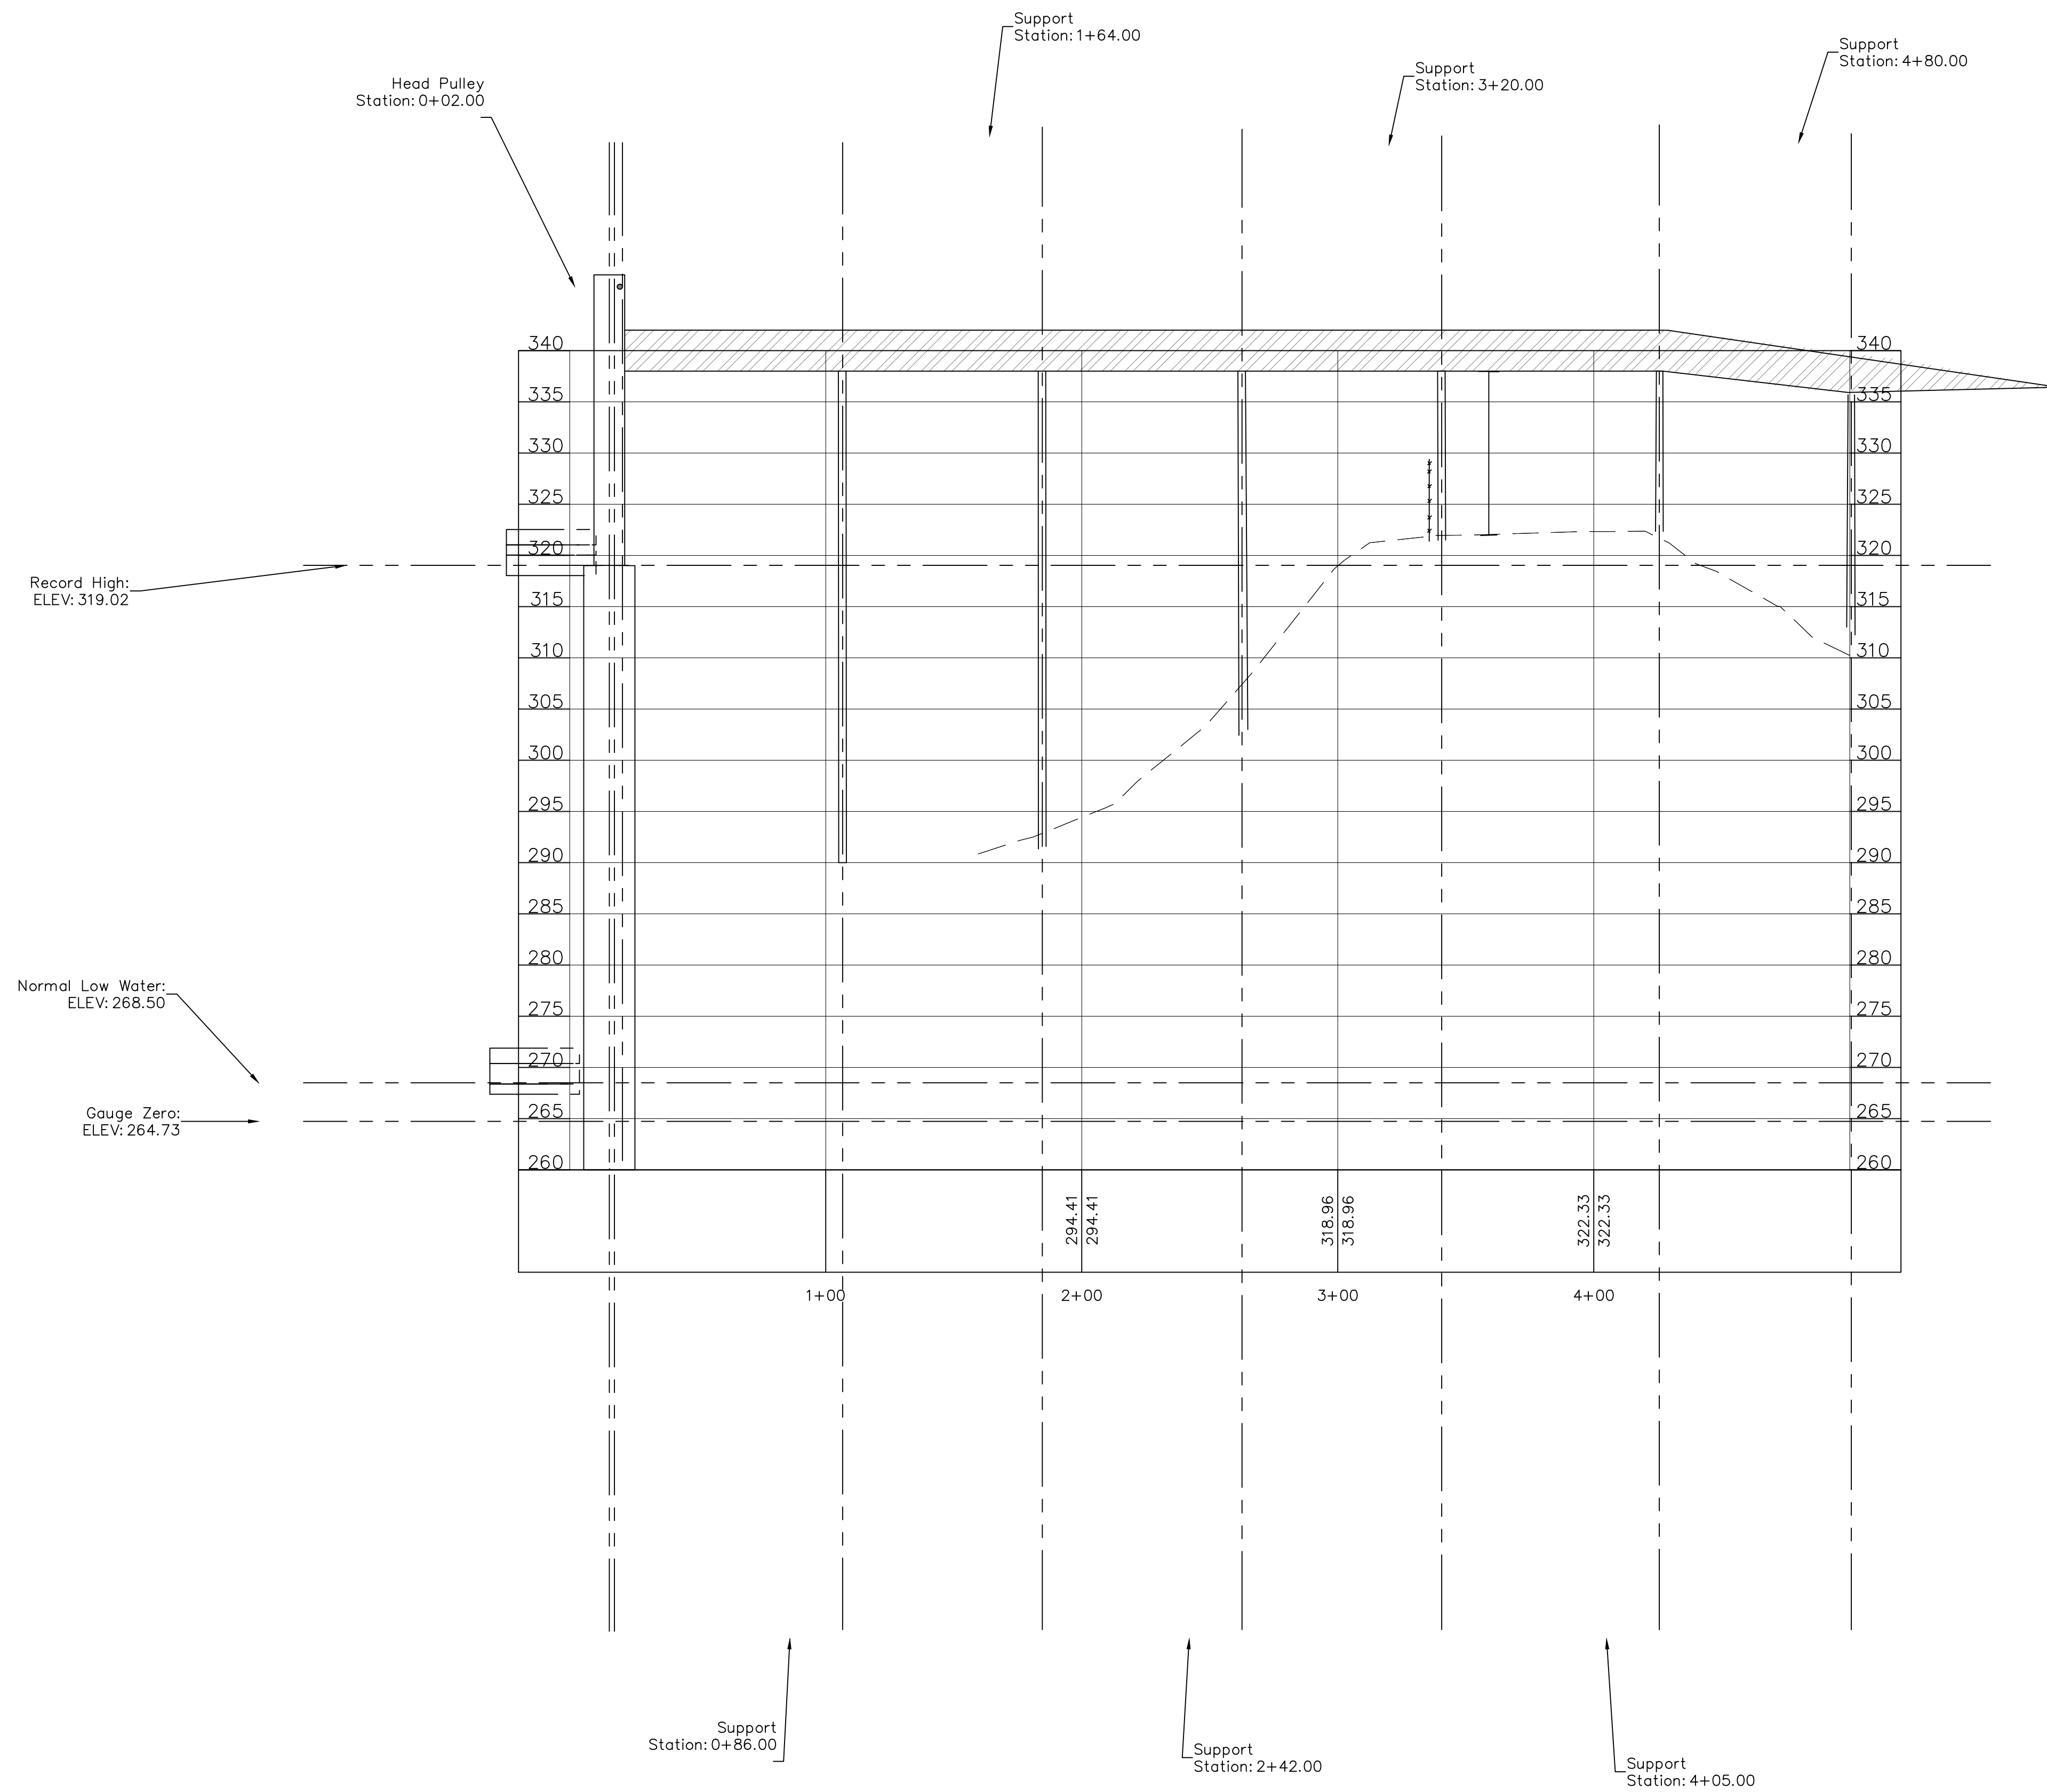 Support
Station: 1+64.00
Support
Station: 4+80.00
Support
Station: 3+20.00
Head Pulley
Station: 0+02.00
340 340
335 335
330 330
325 325
320 320
Record High:
ELEV: 319.02
315 315
310 310
305 305
300 300
295 295
290 290
285 285
280 280
Normal Low Water:
ELEV: 268.50
275 275
270 270
Gauge Zero:
ELEV: 264.73
265 265
260 260
294.41
294.41
318.96
318.96
322.33
322.33
1+00 2+00 3+00 4+00
Support
Station: 0+86.00
Support
Station: 2+42.00
Support
Station: 4+05.00